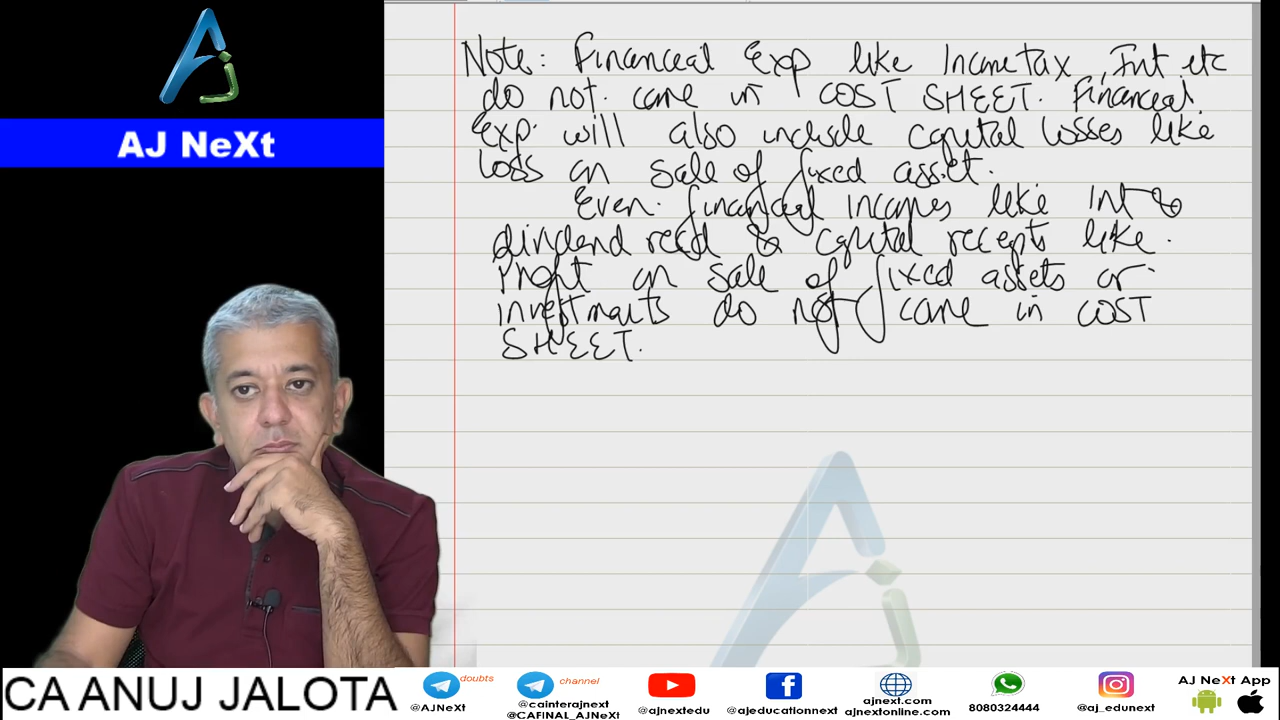 AJ NeXt
Note: Financial Exp like Income tax, Int etc
do not come in COST SHEET. Financial
Exp. will also include capital losses like
loss on sale of fixed asset.
Even financial incomes like Int &
dividend recd & capital receipts like
Profit on sale of fixed assets or
investments do not come in COST
SHEET.
CA ANUJ JALOTA
doubts
@AJNeXt
channel
@cainterajnext
@CAFINAL_AJNeXt
@ajnextedu
@ajeducationnext
ajnext.com
ajnextonline.com
8080324444
@aj_edunext
AJ NeXt App